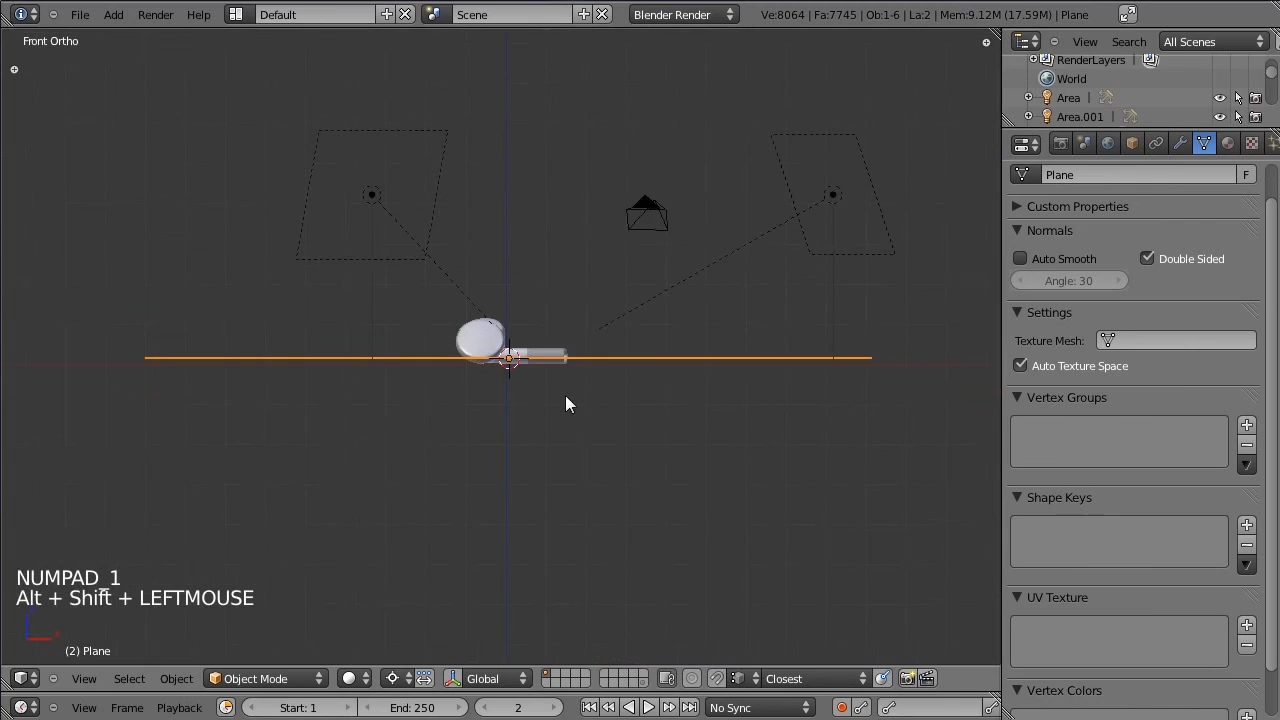 File Add Render Help Default Scene Blender Render Ve:8064 | Fa:7745 | Ob:1-6 | La:2 | Mem:9.12M (17.59M) | Plane
Front Ortho
View Search All Scenes
RenderLayers |
World
Area |
Area.001 |
Plane F
Custom Properties
Normals
Auto Smooth Double Sided
Angle: 30
Settings
Texture Mesh:
Auto Texture Space
Vertex Groups
Shape Keys
UV Texture
Vertex Colors
NUMPAD_1
Alt + Shift + LEFTMOUSE
x
(2) Plane
View Select Object Object Mode Global Closest
View Frame Playback Start: 1 End: 250 2 No Sync